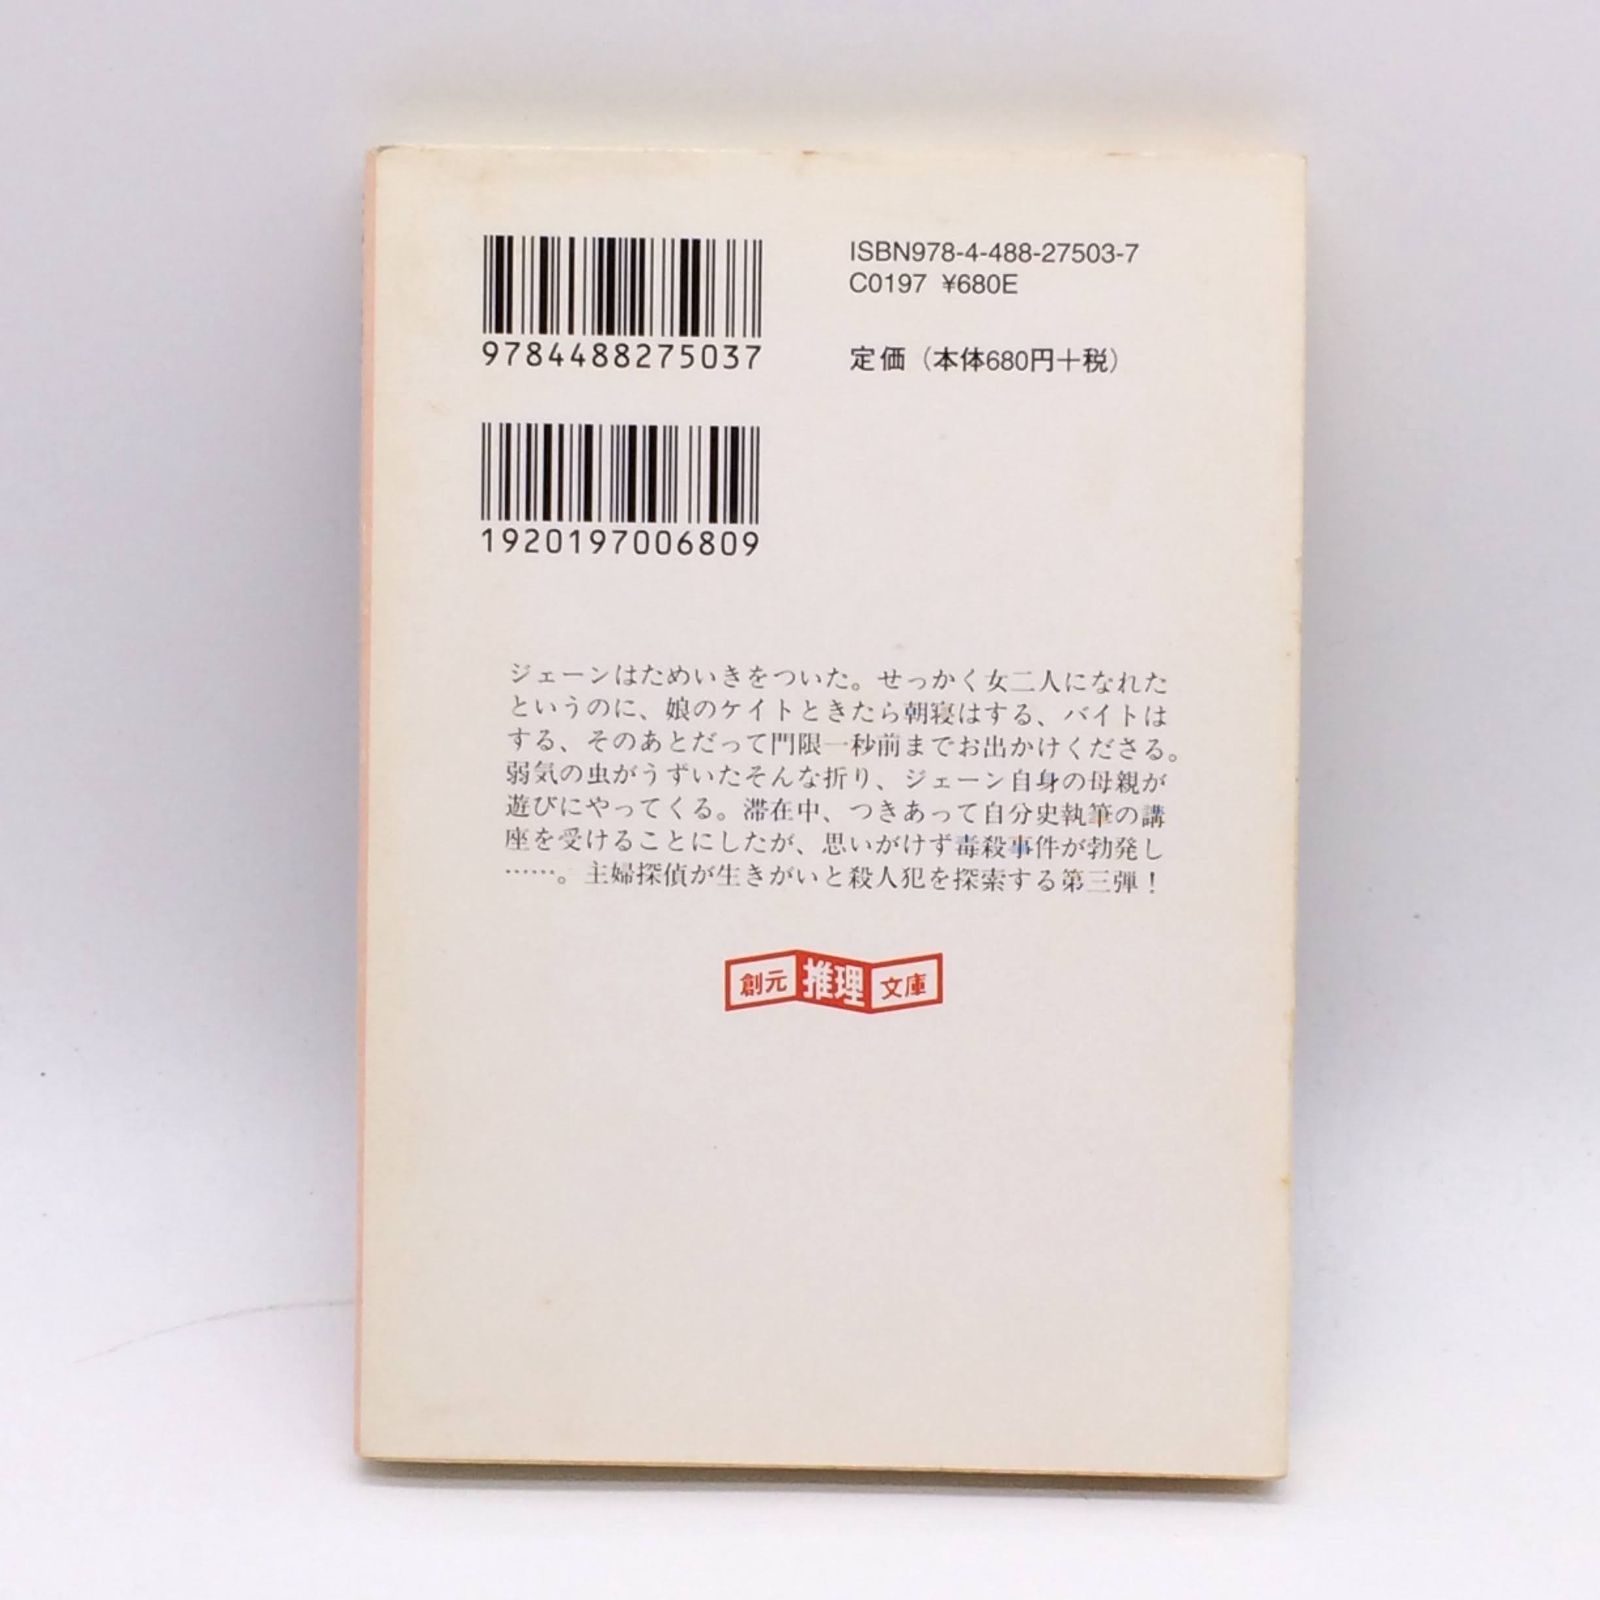 ISBN978-4-488-27503-7
C0197 ¥680E
9784488275037
定価（本体680円＋税）
1920197006809
ジェーンはためいきをついた。せっかく女二人になれた
というのに、娘のケイトときたら朝寝はする、バイトは
する、そのあとだって門限一秒前までお出かけくださる。
弱気の虫がうずいたそんな折り、ジェーン自身の母親が
遊びにやってくる。滞在中、つきあって自分史執筆の講
座を受けることにしたが、思いがけず毒殺事件が勃発し
……。主婦探偵が生きがいと殺人犯を探索する第三弾！
創元推理文庫